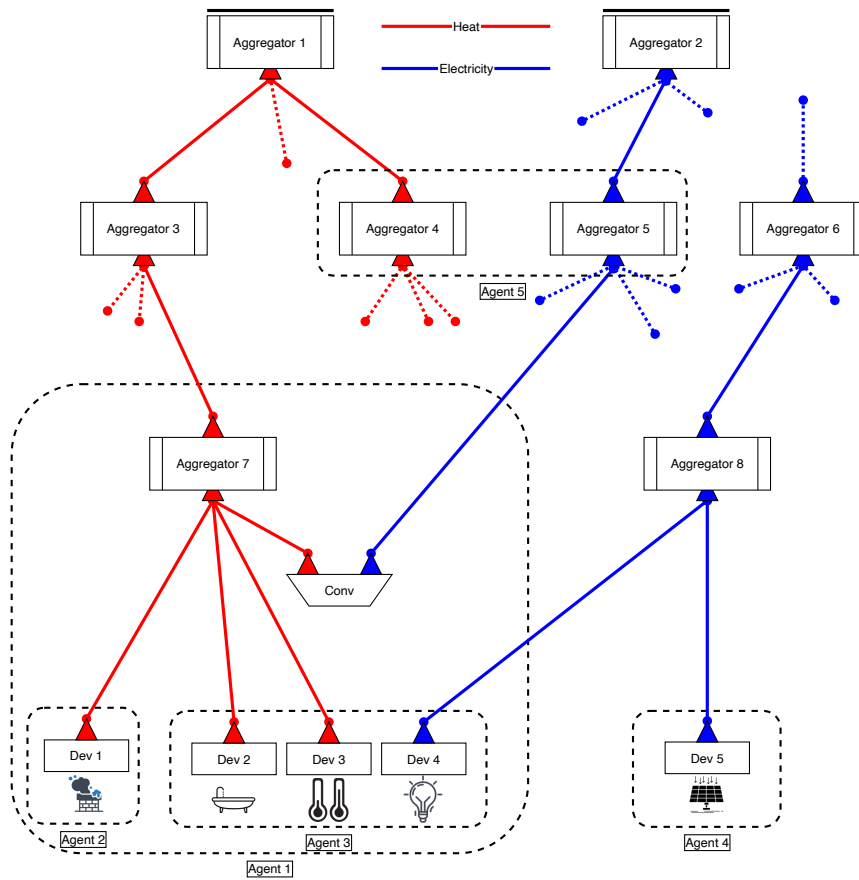 Aggregator 1
Heat
Aggregator 2
Electricity
Aggregator 3
Aggregator 4
Aggregator 5
Aggregator 6
Agent 5
Aggregator 7
Aggregator 8
Conv
Dev 1
Dev 2
Dev 3
Dev 4
Dev 5
Agent 2
Agent 3
Agent 4
Agent 1